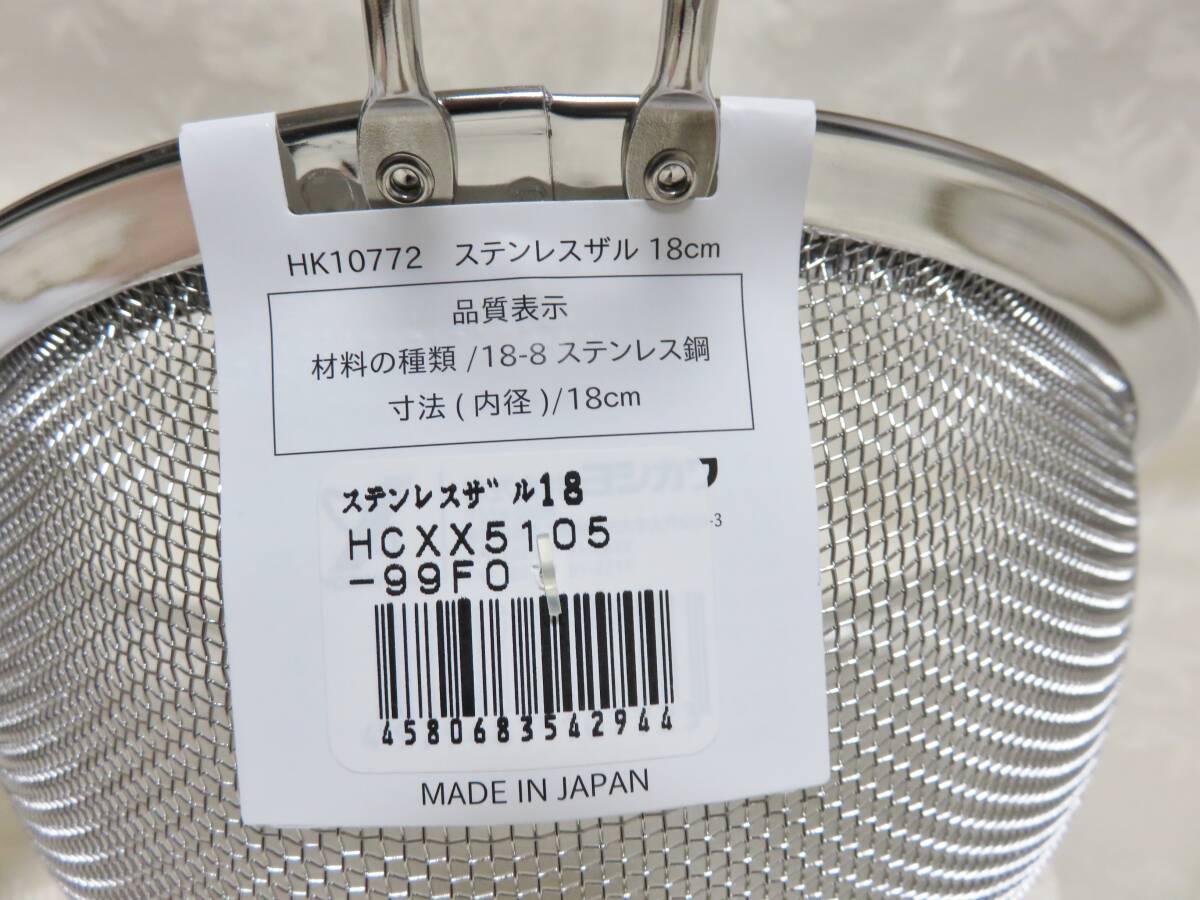 HK10772 ステンレスザル 18cm
品質表示
材料の種類 /18-8 ステンレス鋼
寸法 ( 内径 )/18cm
ステンレスザル18
HCXX5105
-99F0
-3
4580683542944
MADE IN JAPAN